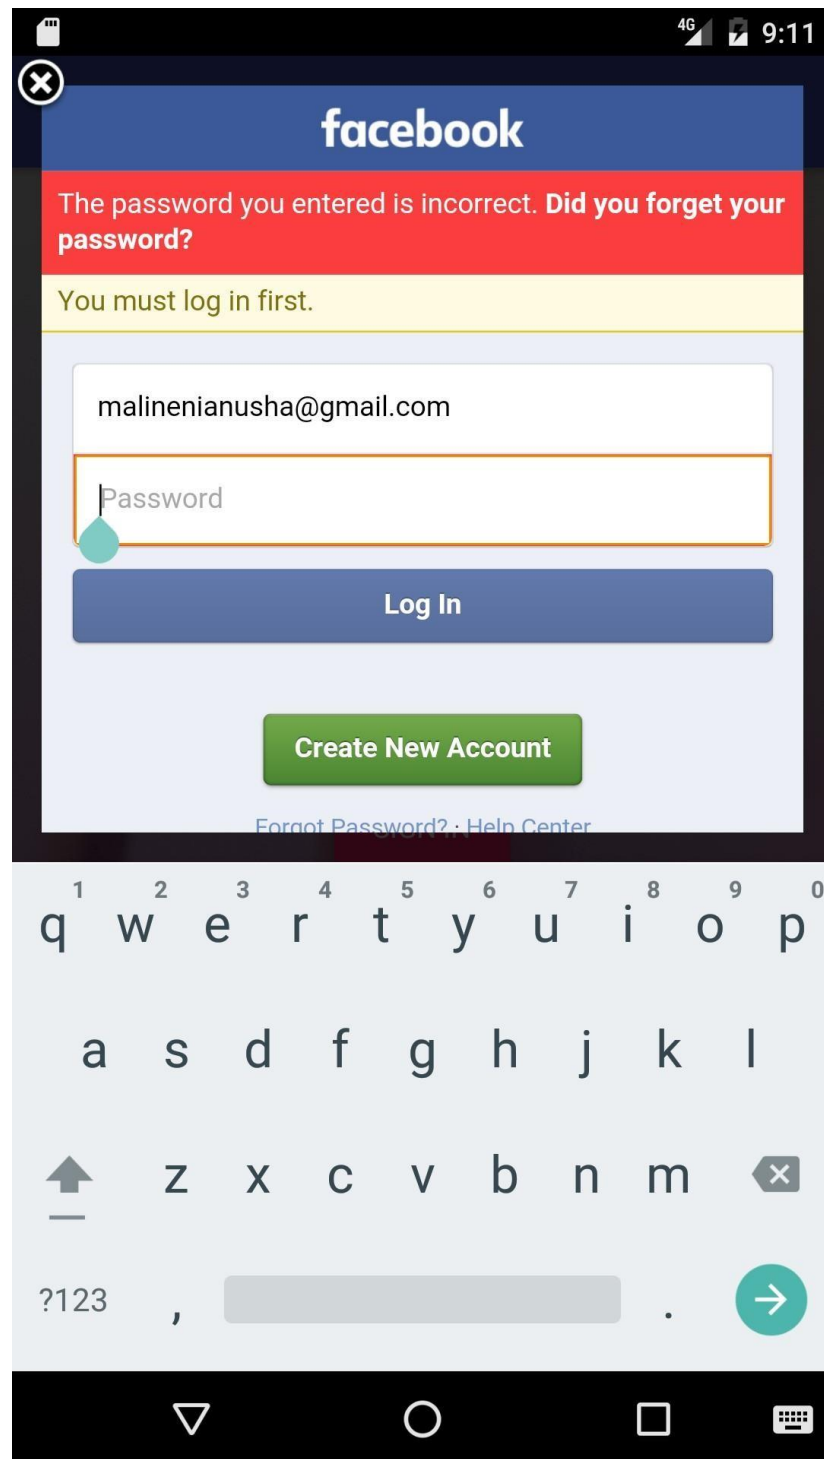 4G 9:11
facebook
The password you entered is incorrect. Did you forget your
password?
You must log in first.
malinenianusha@gmail.com
Password
Log In
Create New Account
Forgot Password? · Help Center
1 2 3 4 5 6 7 8 9 0
q w e r t y u i o p
a s d f g h j k l
z x c v b n m
?123 , .